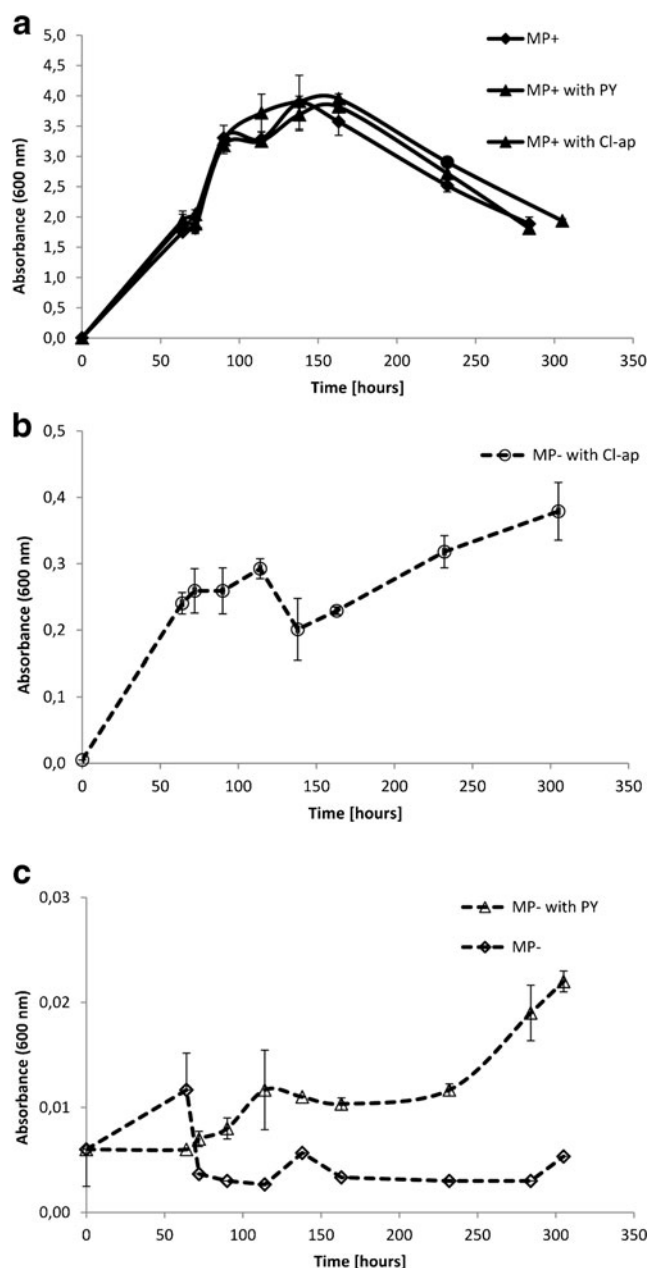 a
5,0
4,5
4,0
3,5
3,0
2,5
2,0
1,5
1,0
0,5
0,0
Absorbance (600 nm)
0 50 100 150 200 250 300 350
Time [hours]
MP+
MP+ with PY
MP+ with Cl-ap
b
0,5
0,4
0,3
0,2
0,1
0,0
Absorbance (600 nm)
0 50 100 150 200 250 300 350
Time [hours]
MP- with Cl-ap
c
0,03
0,02
0,01
0,00
Absorbance (600 nm)
0 50 100 150 200 250 300 350
Time [hours]
MP- with PY
MP-